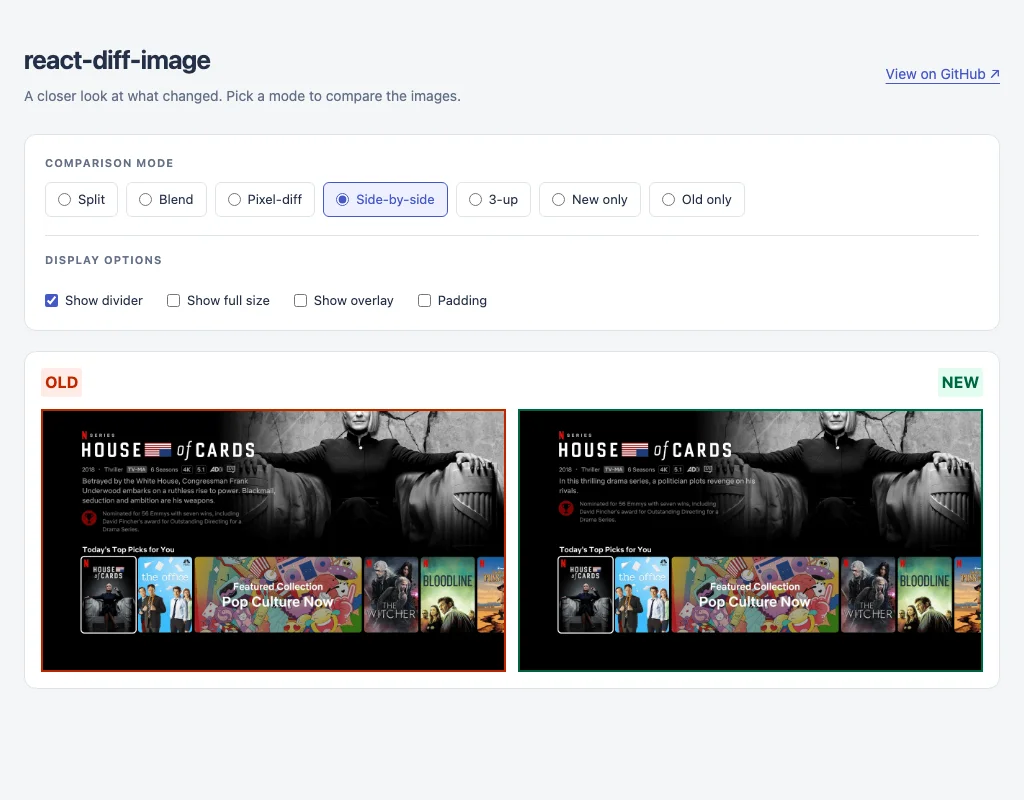 react-diff-image
View on GitHub ↗
A closer look at what changed. Pick a mode to compare the images.
COMPARISON MODE
Split
Blend
Pixel-diff
Side-by-side
3-up
New only
Old only
DISPLAY OPTIONS
Show divider
Show full size
Show overlay
Padding
OLD
NEW
N SERIES
HOUSE of CARDS
2018 · Thriller TV-MA 6 Seasons 4K 5.1 AD
Betrayed by the White House, Congressman Frank
Underwood embarks on a ruthless rise to power. Blackmail,
seduction and ambition are his weapons.
Nominated for 56 Emmys with seven wins, including
David Fincher's award for Outstanding Directing for a
Drama Series.
Today's Top Picks for You
N
HOUSE
of CARDS
the office
Featured Collection
Pop Culture Now
N
THE
WITCHER
N
BLOODLINE
N
N SERIES
HOUSE of CARDS
2018 · Thriller TV-MA 6 Seasons 4K 5.1 AD
In this thrilling drama series, a politician plots revenge on his
rivals.
Nominated for 56 Emmys with seven wins, including
David Fincher's award for Outstanding Directing for a
Drama Series.
Today's Top Picks for You
N
HOUSE
of CARDS
the office
Featured Collection
Pop Culture Now
N
THE
WITCHER
N
BLOODLINE
N